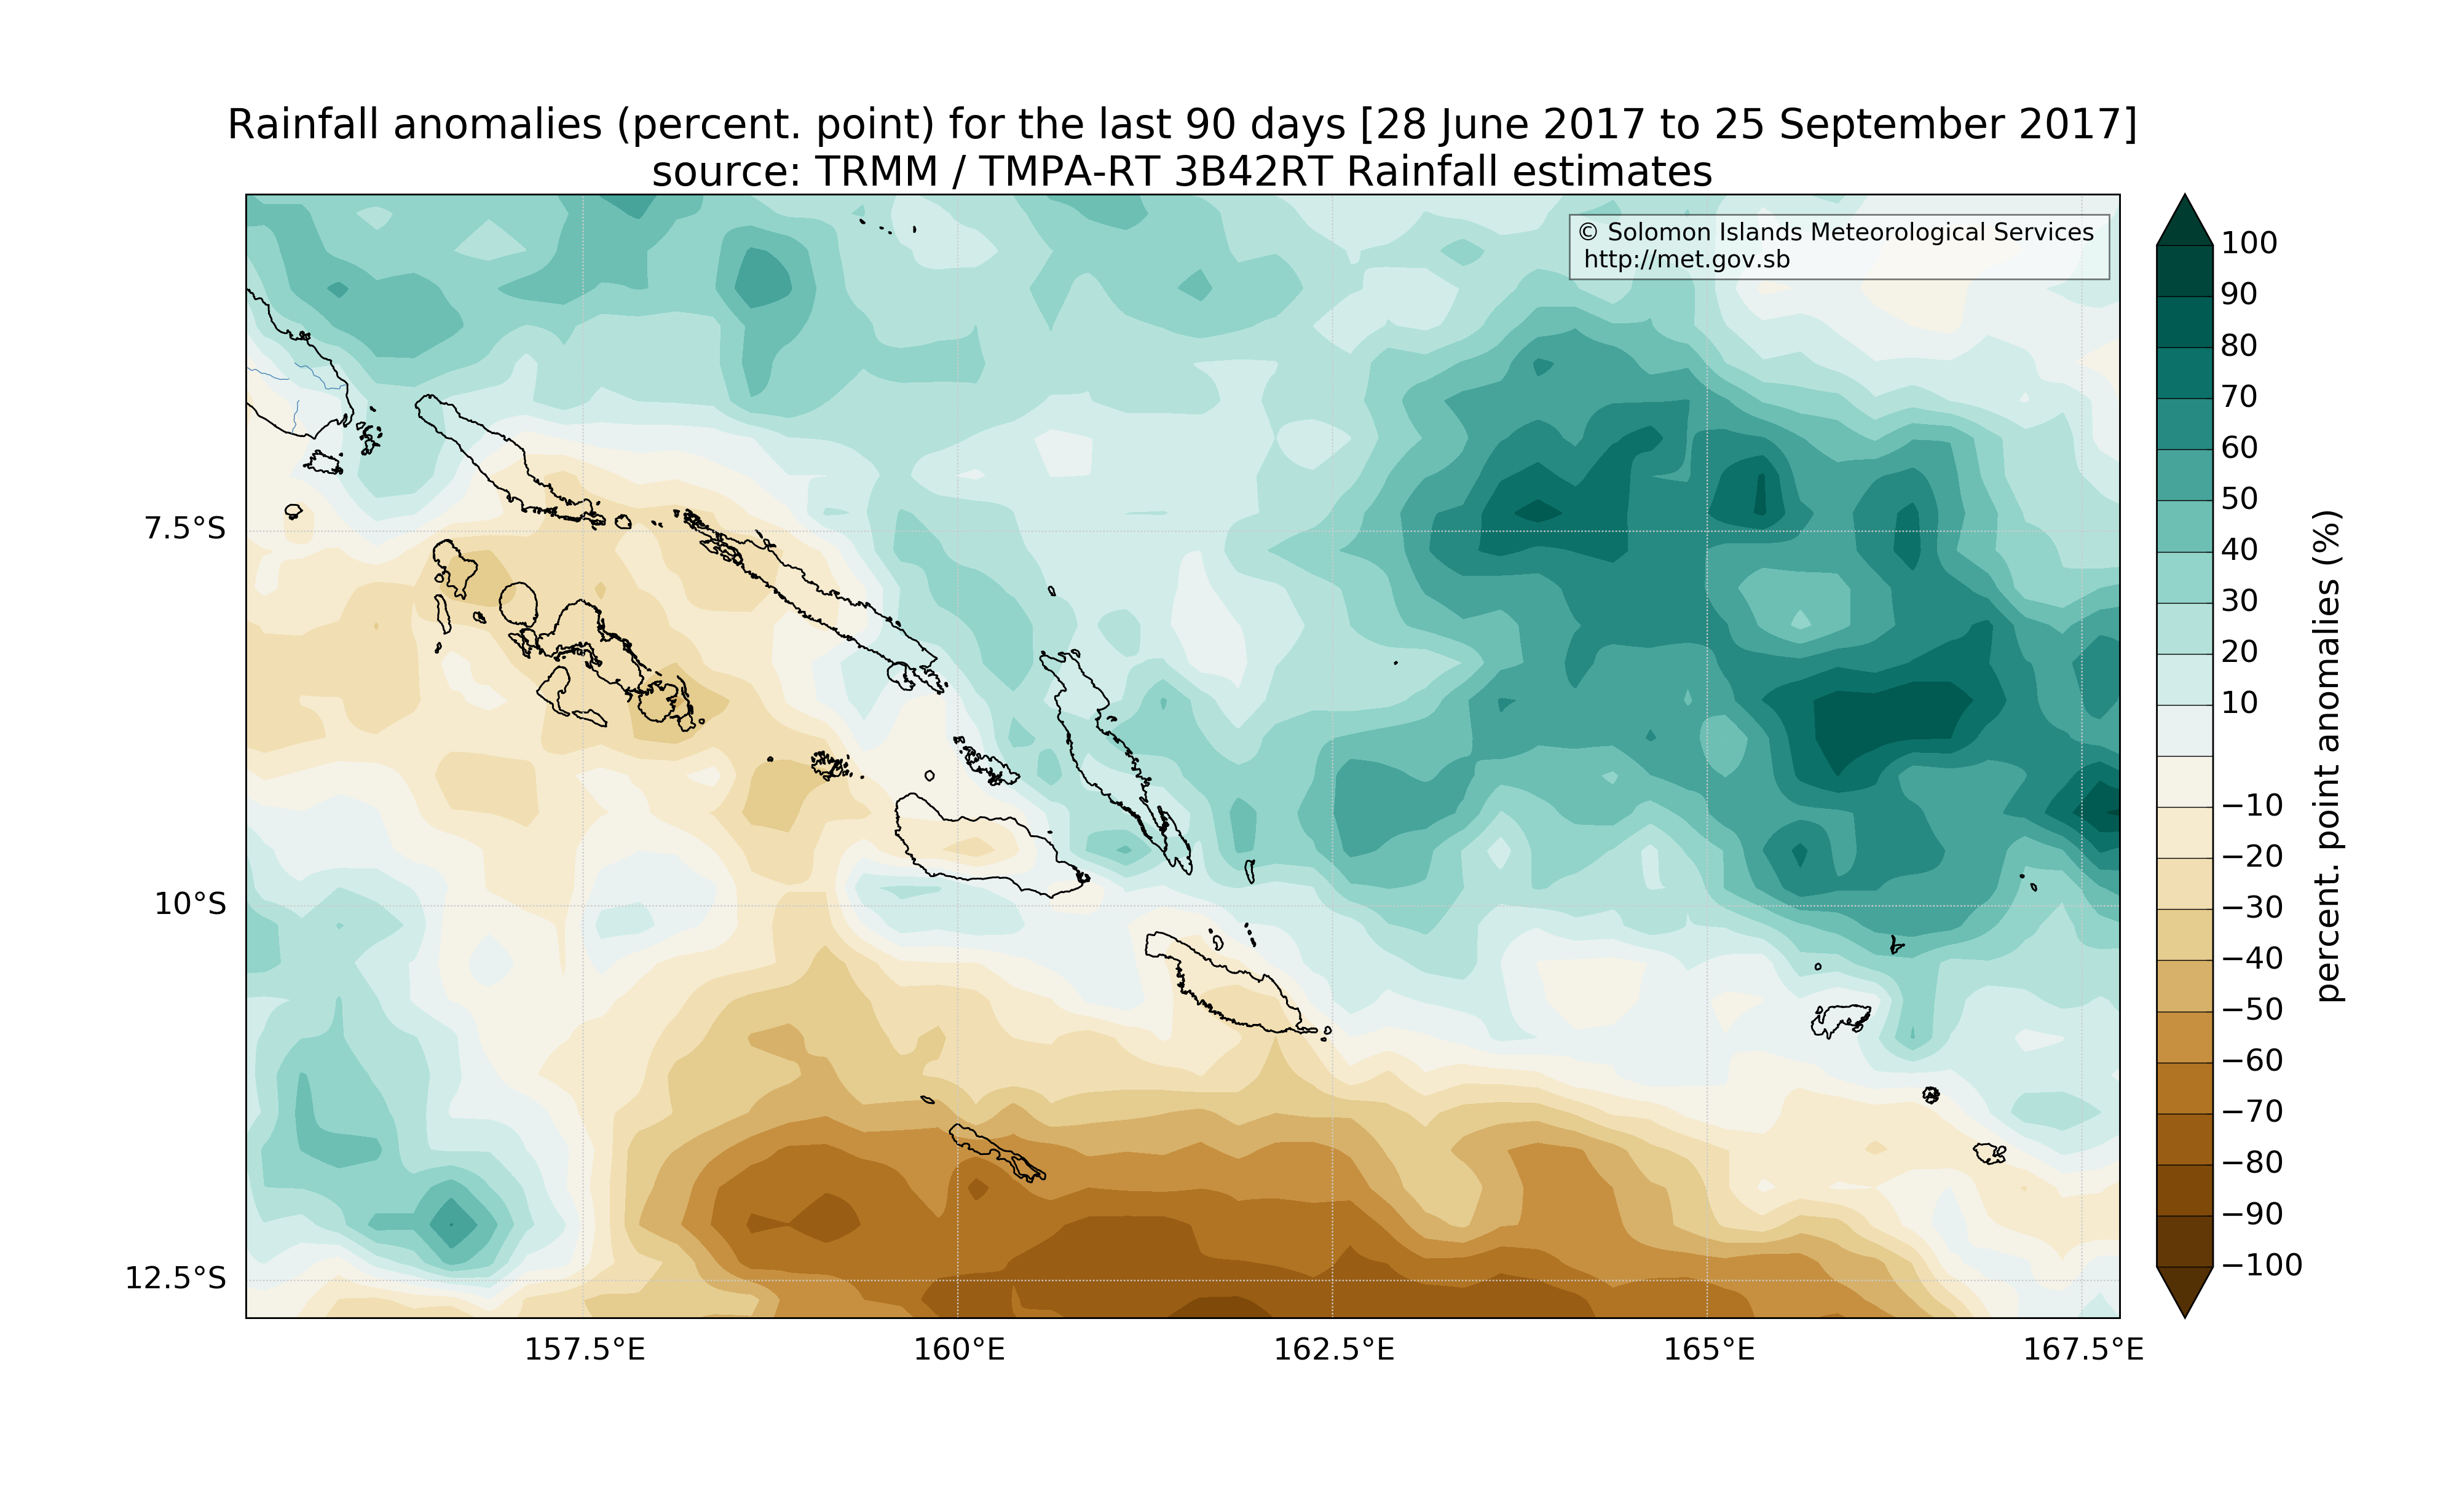 Rainfall anomalies (percent. point) for the last 90 days [28 June 2017 to 25 September 2017]
source: TRMM / TMPA-RT 3B42RT Rainfall estimates
© Solomon Islands Meteorological Services
http://met.gov.sb
7.5°S
10°S
12.5°S
157.5°E
160°E
162.5°E
165°E
167.5°E
100
90
80
70
60
50
40
30
20
10
−10
−20
−30
−40
−50
−60
−70
−80
−90
−100
percent. point anomalies (%)